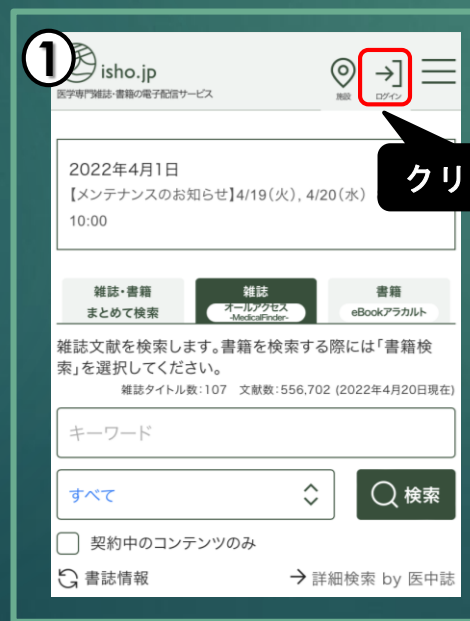 ①
isho.jp
医学専門雑誌・書籍の電子配信サービス
施設
ログイン
クリ
2022年4月1日
【メンテナンスのお知らせ】4/19(火), 4/20(水)
10:00
雑誌・書籍
まとめて検索
雑誌
オールアクセス
-MedicalFinder-
書籍
eBookアラカルト
雑誌文献を検索します。書籍を検索する際には「書籍検
索」を選択してください。
雑誌タイトル数:107 文献数:556,702 (2022年4月20日現在)
キーワード
すべて
検索
契約中のコンテンツのみ
書誌情報
→ 詳細検索 by 医中誌